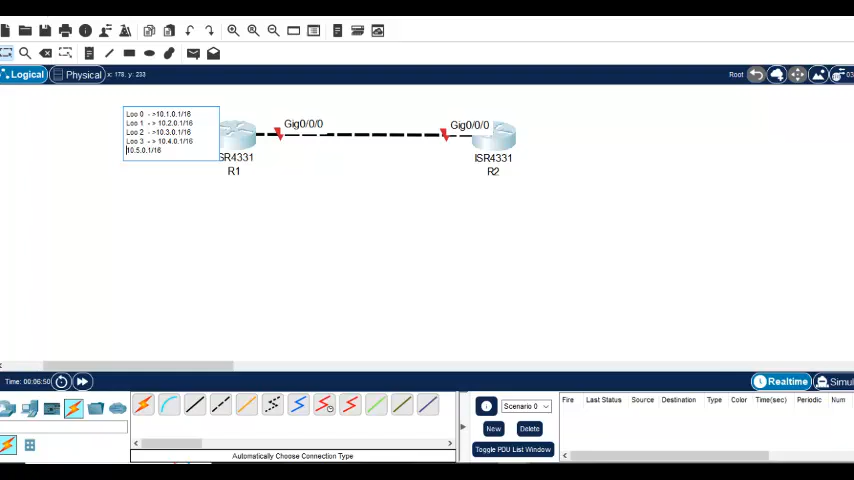 Logical
Physical
x: 178, y: 233
Root
03
Loo 0 - >10.1.0.1/16
Loo 1 - > 10.2.0.1/16
Loo 2 - >10.3.0.1/16
Loo 3 - > 10.4.0.1/16
10.5.0.1/16
Gig0/0/0
Gig0/0/0
SR4331
R1
ISR4331
R2
Time: 00:06:50
Realtime
Simul
Scenario 0
New
Delete
Toggle PDU List Window
Fire Last Status Source Destination Type Color Time(sec) Periodic Num
Automatically Choose Connection Type